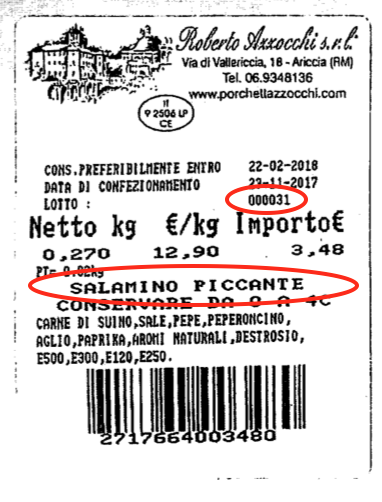 Roberto Azzocchi s.r.l.
Via di Vallericcia, 18 - Ariccia (RM)
Tel. 06.9348136
www.porchettazzocchi.com
IT
9 2506 LP
CE
CONS.PREFERIBILMENTE ENTRO 22-02-2018
DATA DI CONFEZIONAMENTO 23-11-2017
LOTTO : 000031
Netto kg €/kg Importo€
0,270 12,90 3,48
PT= 0.02kg
SALAMINO PICCANTE
CONSERVARE DA 0 A 4C
CARNE DI SUINO,SALE,PEPE,PEPERONCINO,
AGLIO,PAPRIKA,AROMI NATURALI,DESTROSIO,
E500,E300,E120,E250.
2717664003480